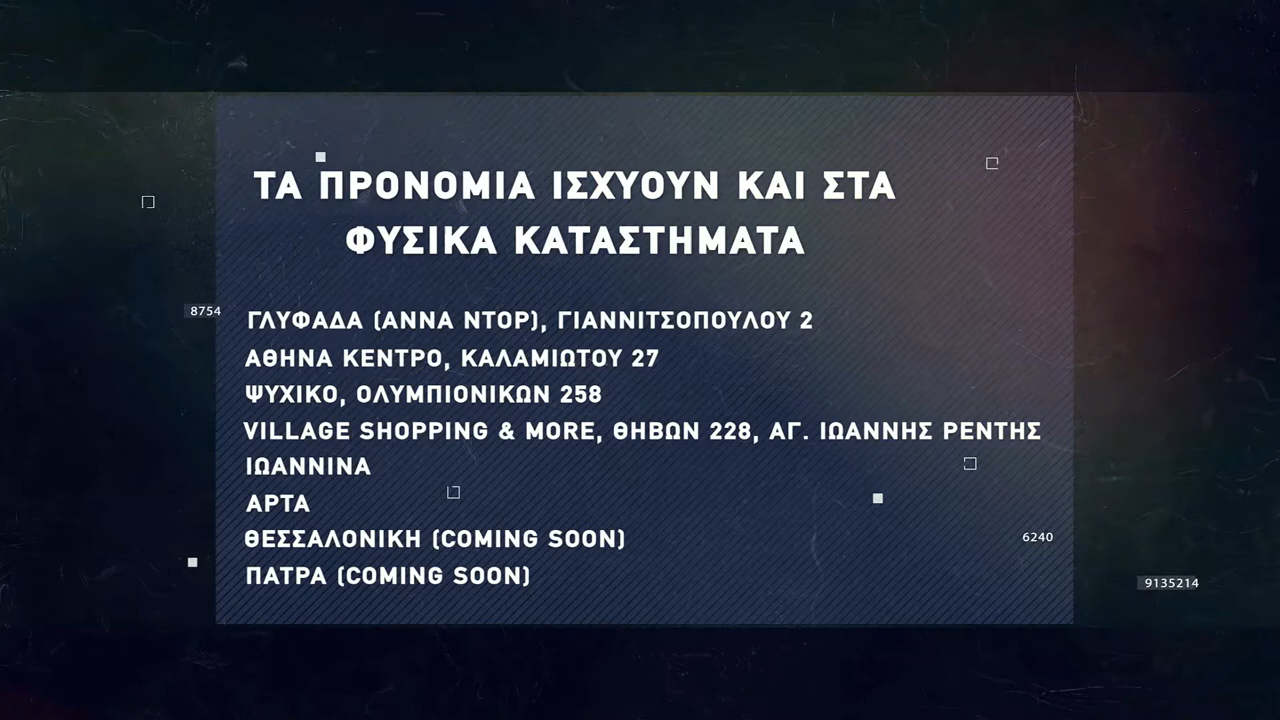 ΤΑ ΠΡΟΝΟΜΙΑ ΙΣΧΥΟΥΝ ΚΑΙ ΣΤΑ
ΦΥΣΙΚΑ ΚΑΤΑΣΤΗΜΑΤΑ
8754
ΓΛΥΦΑΔΑ (ΑΝΝΑ ΝΤΟΡ), ΓΙΑΝΝΙΤΣΟΠΟΥΛΟΥ 2
ΑΘΗΝΑ ΚΕΝΤΡΟ, ΚΑΛΑΜΙΩΤΟΥ 27
ΨΥΧΙΚΟ, ΟΛΥΜΠΙΟΝΙΚΩΝ 258
VILLAGE SHOPPING & MORE, ΘΗΒΩΝ 228, ΑΓ. ΙΩΑΝΝΗΣ ΡΕΝΤΗΣ
ΙΩΑΝΝΙΝΑ
ΑΡΤΑ
ΘΕΣΣΑΛΟΝΙΚΗ (COMING SOON)
6240
ΠΑΤΡΑ (COMING SOON)
9135214